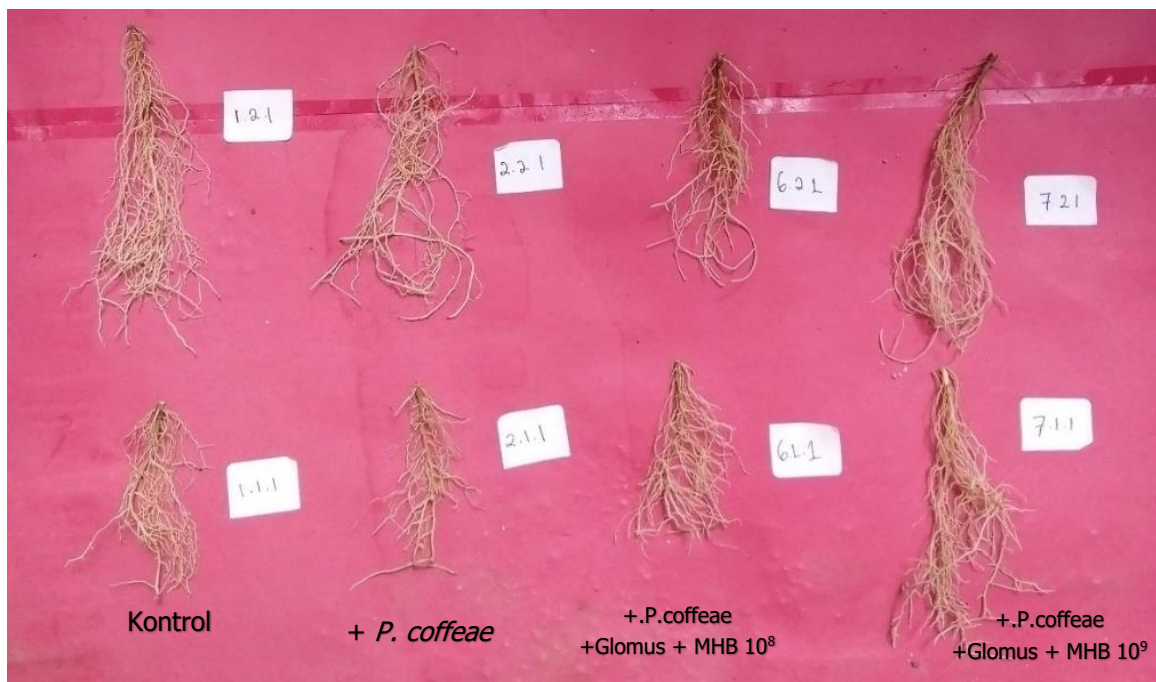 1.2.1
2.2.1
6.2.1
7 2 1
1.1.1
2.1.1
6.1.1
7.1.1
Kontrol
+ P. coffeae
+.P.coffeae
+Glomus + MHB 10⁸
+.P.coffeae
+Glomus + MHB 10⁹